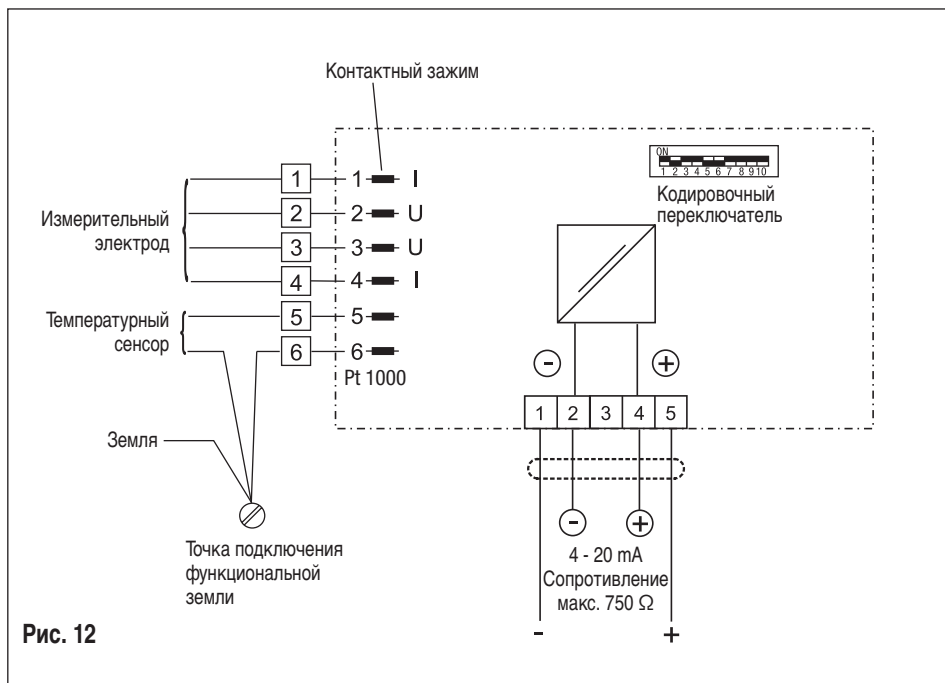 Контактный зажим
ON
1 2 3 4 5 6 7 8 9 10
Кодировочный
переключатель
1 1 I
2 2 U
3 3 U
4 4 I
5 5
6 6
Pt 1000
Измерительный
электрод
Температурный
сенсор
Земля
Точка подключения
функциональной
земли
- +
1 2 3 4 5
- +
4 - 20 mA
Сопротивление
макс. 750 Ω
- +
Рис. 12